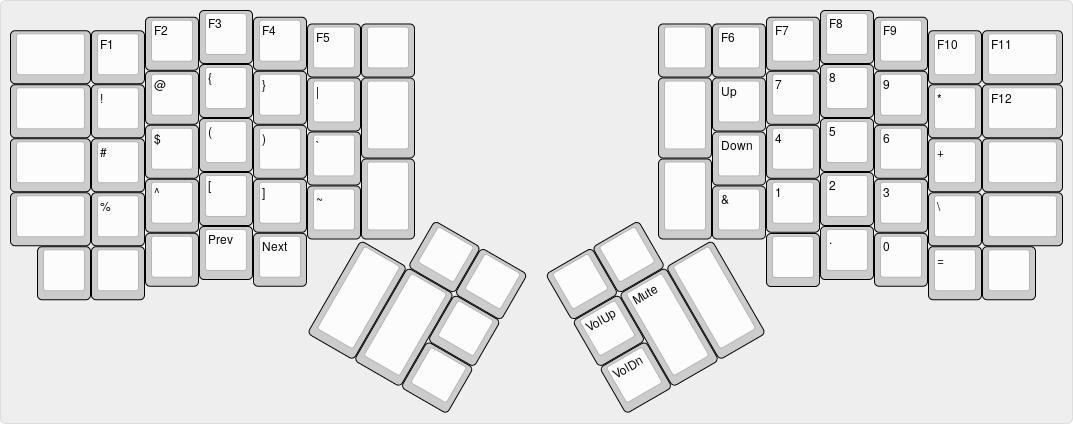 F1 F2 F3 F4 F5 F6 F7 F8 F9 F10 F11
! @ { } | Up 7 8 9 * F12
# $ ( ) ` Down 4 5 6 +
% ^ [ ] ~ & 1 2 3 \
Prev Next . 0 =
Mute
VolUp
VolDn